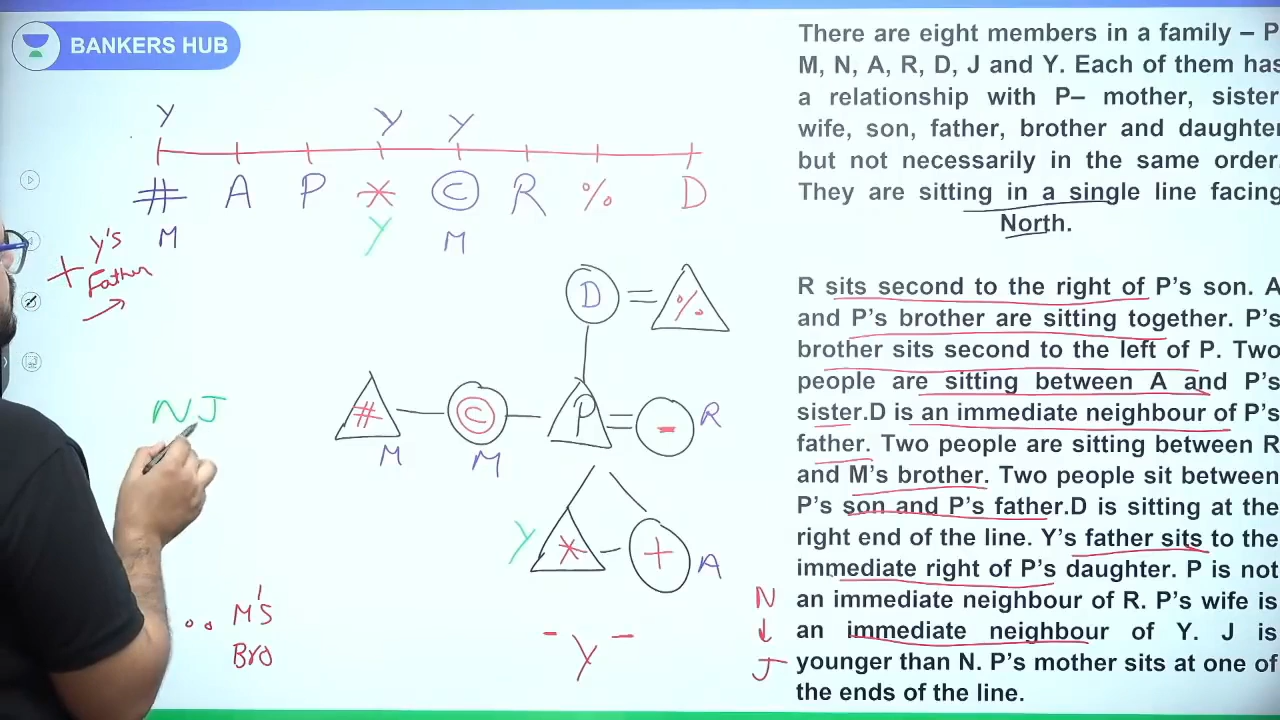 BANKERS HUB
Y Y Y
# A P * © R % D
M Y M
+ Y's
Father
→
D = %
N J
# © P = - R
M M
Y * + A
.. M's
Bro
- Y -
N
↓
J
There are eight members in a family – P
M, N, A, R, D, J and Y. Each of them has
a relationship with P– mother, sister
wife, son, father, brother and daughter
but not necessarily in the same order.
They are sitting in a single line facing
North.
R sits second to the right of P's son. A
and P's brother are sitting together. P's
brother sits second to the left of P. Two
people are sitting between A and P's
sister.D is an immediate neighbour of P's
father. Two people are sitting between R
and M's brother. Two people sit between
P's son and P's father.D is sitting at the
right end of the line. Y's father sits to the
immediate right of P's daughter. P is not
an immediate neighbour of R. P's wife is
an immediate neighbour of Y. J is
younger than N. P's mother sits at one of
the ends of the line.